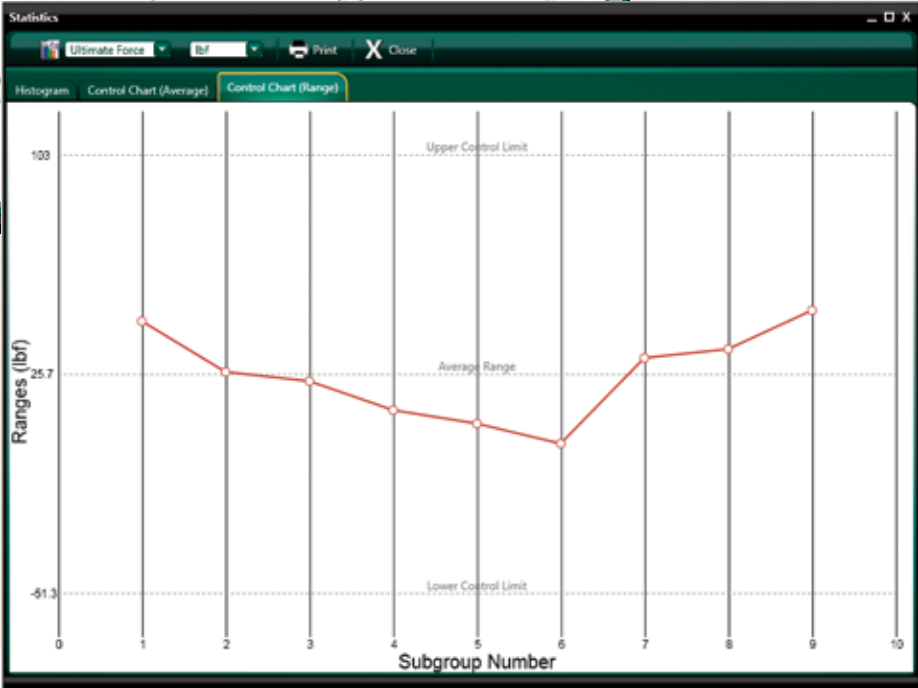 Statistics
Ultimate Force lbf Print X Close
Histogram Control Chart (Average) Control Chart (Range)
Upper Control Limit
103
Average Range
25.7
Ranges (lbf)
Lower Control Limit
-51.3
0 1 2 3 4 5 6 7 8 9 10
Subgroup Number